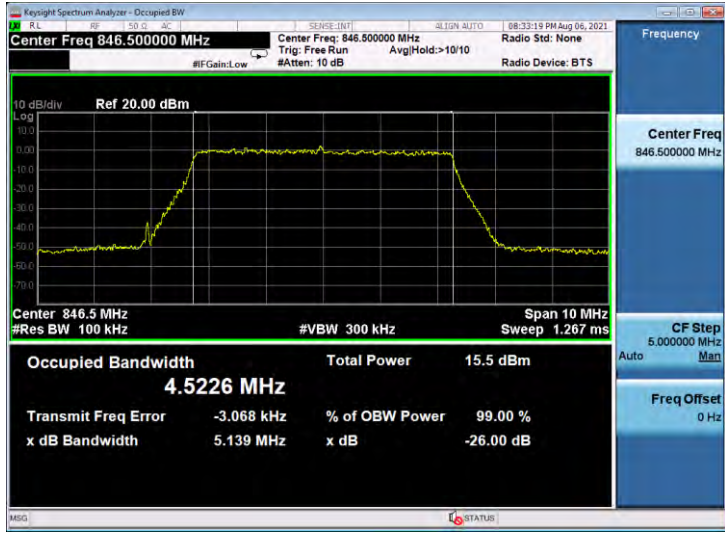 Keysight Spectrum Analyzer - Occupied BW
RL RF 50 Ω AC SENSE:INT ALIGN AUTO 08:33:19 PM Aug 06, 2021
Center Freq 846.500000 MHz
Center Freq: 846.500000 MHz
Radio Std: None
Trig: Free Run Avg|Hold:>10/10
#IFGain:Low
#Atten: 10 dB
Radio Device: BTS
10 dB/div Ref 20.00 dBm
Log
10.0
0.00
-10.0
-20.0
-30.0
-40.0
-50.0
-60.0
-70.0
Center 846.5 MHz
Span 10 MHz
#Res BW 100 kHz
#VBW 300 kHz
Sweep 1.267 ms
Occupied Bandwidth
4.5226 MHz
Total Power 15.5 dBm
Transmit Freq Error -3.068 kHz
% of OBW Power 99.00 %
x dB Bandwidth 5.139 MHz
x dB -26.00 dB
Frequency
Center Freq
846.500000 MHz
CF Step
5.000000 MHz
Auto Man
Freq Offset
0 Hz
MSG
STATUS